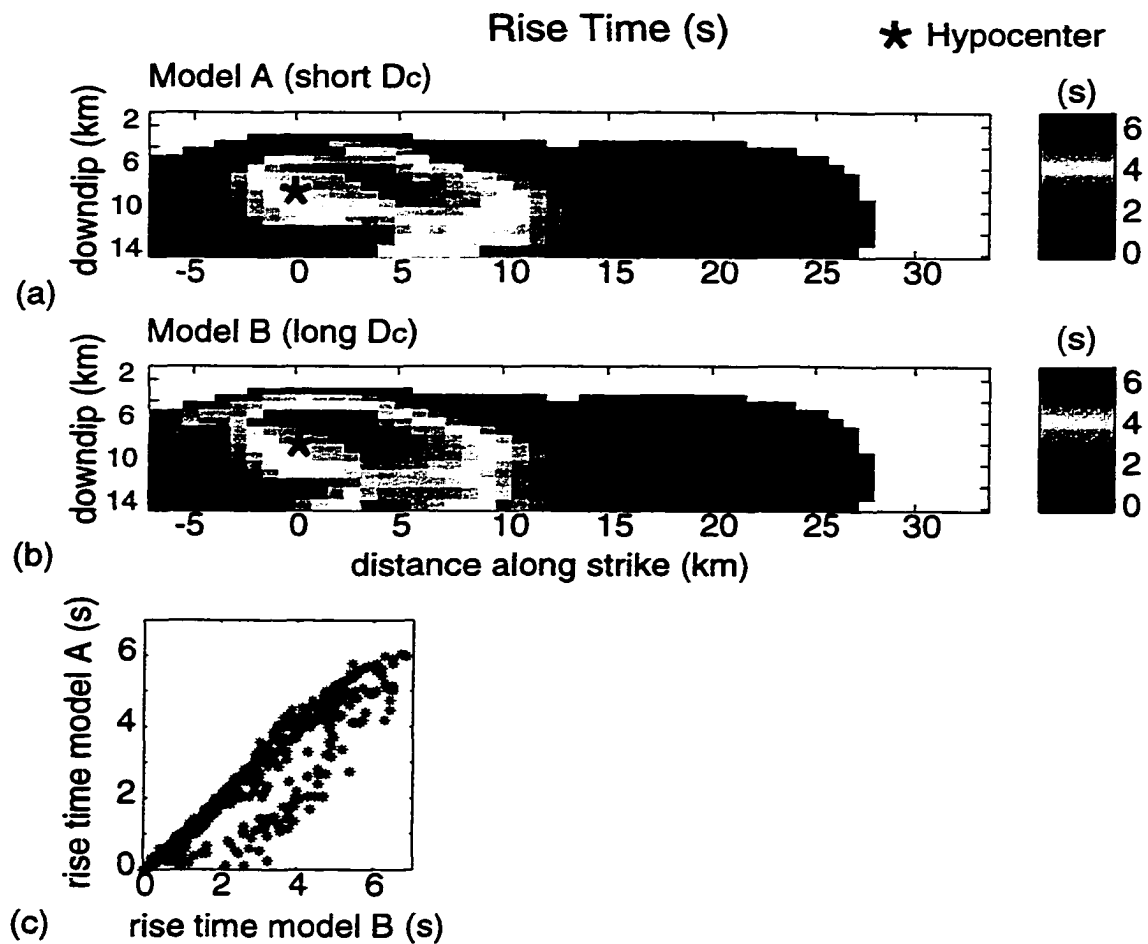 Rise Time (s)
★ Hypocenter
Model A (short Dc)
(s)
downdip (km)
2
6
10
14
-5 0 5 10 15 20 25 30
6
4
2
0
(a)
Model B (long Dc)
(s)
downdip (km)
2
6
10
14
-5 0 5 10 15 20 25 30
6
4
2
0
(b)
distance along strike (km)
rise time model A (s)
6
4
2
0
0 2 4 6
(c)
rise time model B (s)